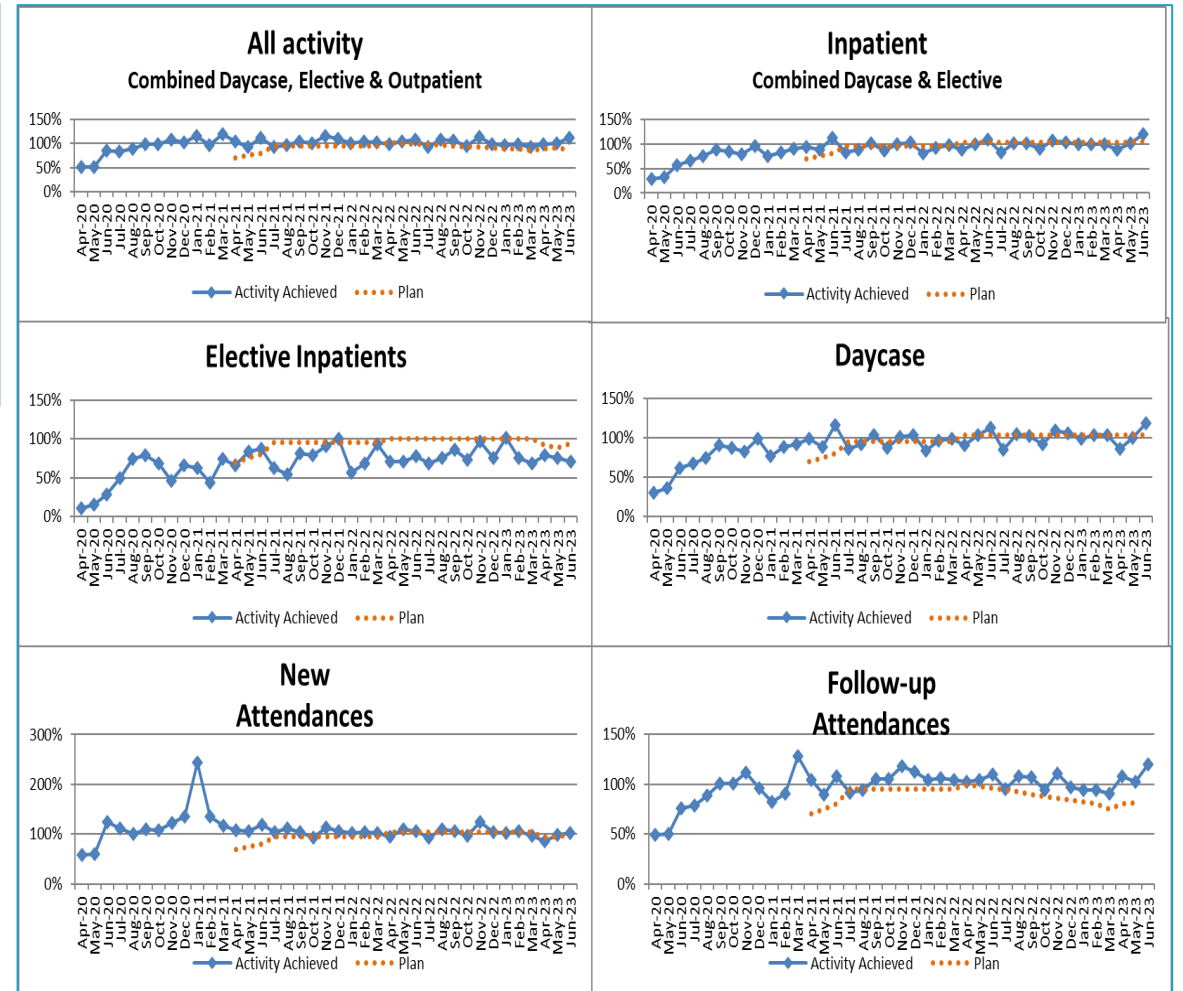 All activity
Combined Daycase, Elective & Outpatient
150%
100%
50%
0%
Apr-20 May-20 Jun-20 Jul-20 Aug-20 Sep-20 Oct-20 Nov-20 Dec-20 Jan-21 Feb-21 Mar-21 Apr-21 May-21 Jun-21 Jul-21 Aug-21 Sep-21 Oct-21 Nov-21 Dec-21 Jan-22 Feb-22 Mar-22 Apr-22 May-22 Jun-22 Jul-22 Aug-22 Sep-22 Oct-22 Nov-22 Dec-22 Jan-23 Feb-23 Mar-23 Apr-23 May-23 Jun-23
Activity Achieved Plan
Inpatient
Combined Daycase & Elective
150%
100%
50%
0%
Apr-20 May-20 Jun-20 Jul-20 Aug-20 Sep-20 Oct-20 Nov-20 Dec-20 Jan-21 Feb-21 Mar-21 Apr-21 May-21 Jun-21 Jul-21 Aug-21 Sep-21 Oct-21 Nov-21 Dec-21 Jan-22 Feb-22 Mar-22 Apr-22 May-22 Jun-22 Jul-22 Aug-22 Sep-22 Oct-22 Nov-22 Dec-22 Jan-23 Feb-23 Mar-23 Apr-23 May-23 Jun-23
Activity Achieved Plan
Elective Inpatients
150%
100%
50%
0%
Apr-20 May-20 Jun-20 Jul-20 Aug-20 Sep-20 Oct-20 Nov-20 Dec-20 Jan-21 Feb-21 Mar-21 Apr-21 May-21 Jun-21 Jul-21 Aug-21 Sep-21 Oct-21 Nov-21 Dec-21 Jan-22 Feb-22 Mar-22 Apr-22 May-22 Jun-22 Jul-22 Aug-22 Sep-22 Oct-22 Nov-22 Dec-22 Jan-23 Feb-23 Mar-23 Apr-23 May-23 Jun-23
Activity Achieved Plan
Daycase
150%
100%
50%
0%
Apr-20 May-20 Jun-20 Jul-20 Aug-20 Sep-20 Oct-20 Nov-20 Dec-20 Jan-21 Feb-21 Mar-21 Apr-21 May-21 Jun-21 Jul-21 Aug-21 Sep-21 Oct-21 Nov-21 Dec-21 Jan-22 Feb-22 Mar-22 Apr-22 May-22 Jun-22 Jul-22 Aug-22 Sep-22 Oct-22 Nov-22 Dec-22 Jan-23 Feb-23 Mar-23 Apr-23 May-23 Jun-23
Activity Achieved Plan
New
Attendances
300%
200%
100%
0%
Apr-20 May-20 Jun-20 Jul-20 Aug-20 Sep-20 Oct-20 Nov-20 Dec-20 Jan-21 Feb-21 Mar-21 Apr-21 May-21 Jun-21 Jul-21 Aug-21 Sep-21 Oct-21 Nov-21 Dec-21 Jan-22 Feb-22 Mar-22 Apr-22 May-22 Jun-22 Jul-22 Aug-22 Sep-22 Oct-22 Nov-22 Dec-22 Jan-23 Feb-23 Mar-23 Apr-23 May-23 Jun-23
Activity Achieved Plan
Follow-up
Attendances
150%
100%
50%
0%
Apr-20 May-20 Jun-20 Jul-20 Aug-20 Sep-20 Oct-20 Nov-20 Dec-20 Jan-21 Feb-21 Mar-21 Apr-21 May-21 Jun-21 Jul-21 Aug-21 Sep-21 Oct-21 Nov-21 Dec-21 Jan-22 Feb-22 Mar-22 Apr-22 May-22 Jun-22 Jul-22 Aug-22 Sep-22 Oct-22 Nov-22 Dec-22 Jan-23 Feb-23 Mar-23 Apr-23 May-23 Jun-23
Activity Achieved Plan